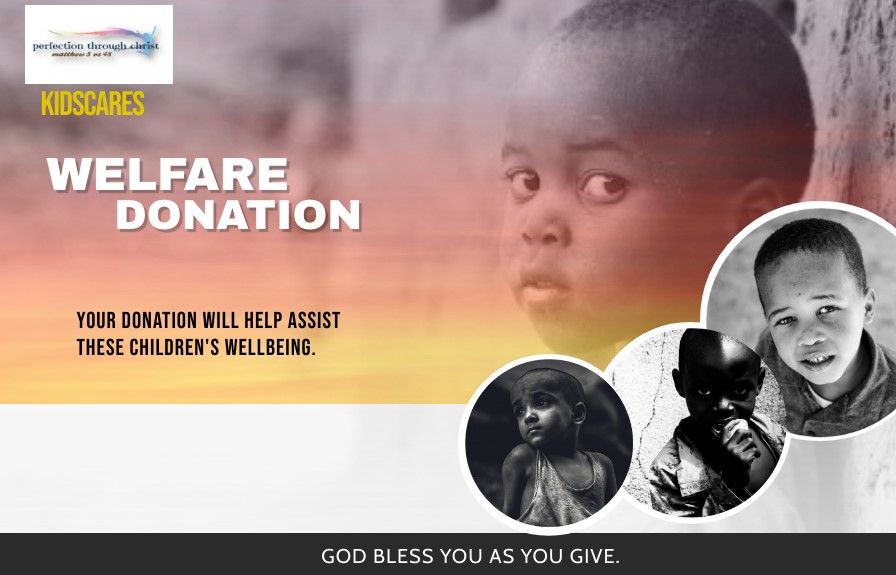 perfection through christ
matthew 5 vs 48
KIDSCARES
WELFARE
DONATION
YOUR DONATION WILL HELP ASSIST
THESE CHILDREN'S WELLBEING.
GOD BLESS YOU AS YOU GIVE.